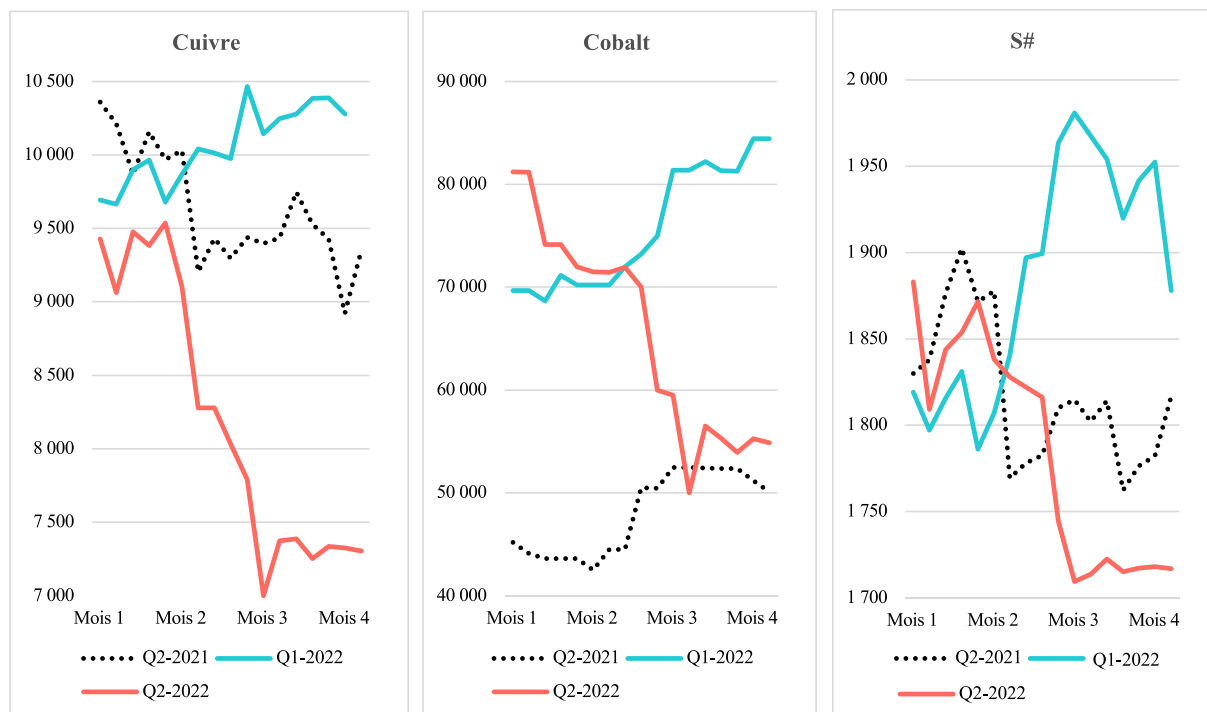 Cuivre
10 500
10 000
9 500
9 000
8 500
8 000
7 500
7 000
Mois 1 Mois 2 Mois 3 Mois 4
Q2-2021 Q1-2022
Q2-2022
Cobalt
90 000
80 000
70 000
60 000
50 000
40 000
Mois 1 Mois 2 Mois 3 Mois 4
Q2-2021 Q1-2022
Q2-2022
S#
2 000
1 950
1 900
1 850
1 800
1 750
1 700
Mois 1 Mois 2 Mois 3 Mois 4
Q2-2021 Q1-2022
Q2-2022